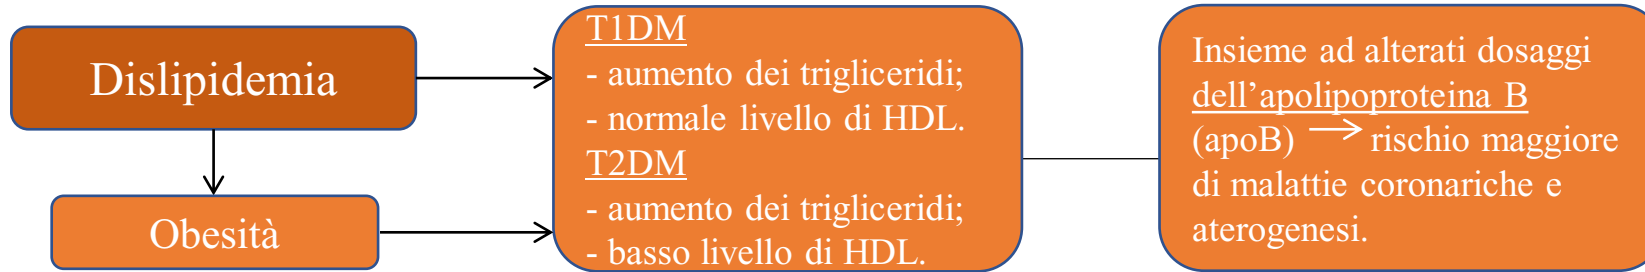 Dislipidemia
Obesità
T1DM
- aumento dei trigliceridi;
- normale livello di HDL.
T2DM
- aumento dei trigliceridi;
- basso livello di HDL.
Insieme ad alterati dosaggi
dell’apolipoproteina B
(apoB) → rischio maggiore
di malattie coronariche e
aterogenesi.